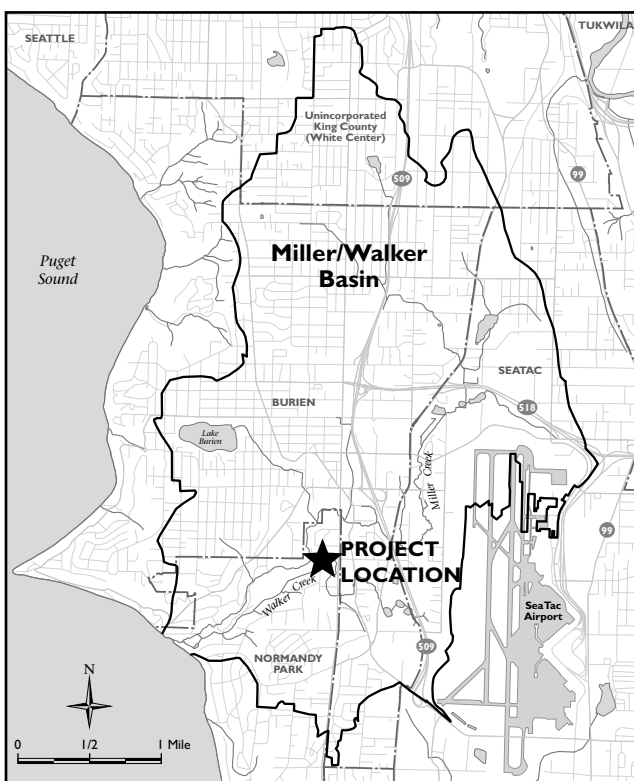 TUKWILA
SEATTLE
Unincorporated
King County
(White Center)
509
99
Puget
Sound
Miller/Walker
Basin
SEATAC
BURIEN
518
Lake
Burien
Miller Creek
99
PROJECT
LOCATION
Walker Creek
SeaTac
Airport
509
NORMANDY
PARK
N
0 1/2 1 Mile